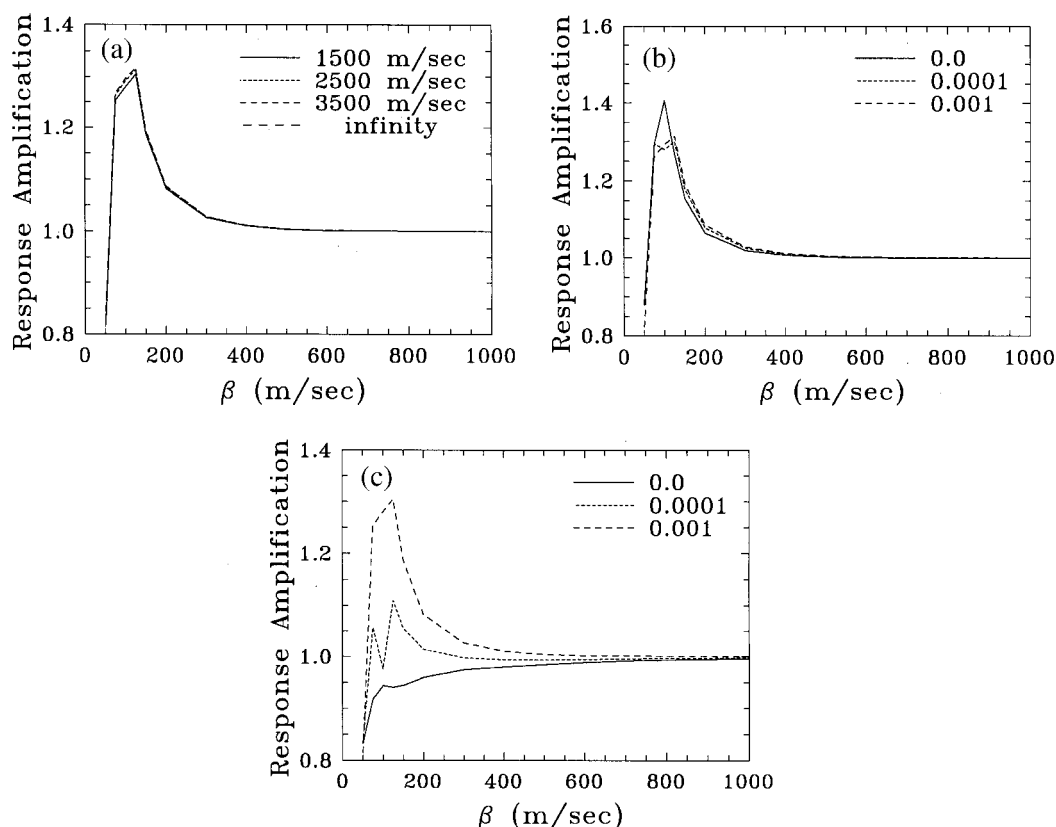 (a)
1500 m/sec
2500 m/sec
3500 m/sec
infinity
Response Amplification
1.4
1.2
1.0
0.8
0 200 400 600 800 1000
β (m/sec)
(b)
0.0
0.0001
0.001
Response Amplification
1.6
1.4
1.2
1.0
0.8
0 200 400 600 800 1000
β (m/sec)
(c)
0.0
0.0001
0.001
Response Amplification
1.4
1.2
1.0
0.8
0 200 400 600 800 1000
β (m/sec)